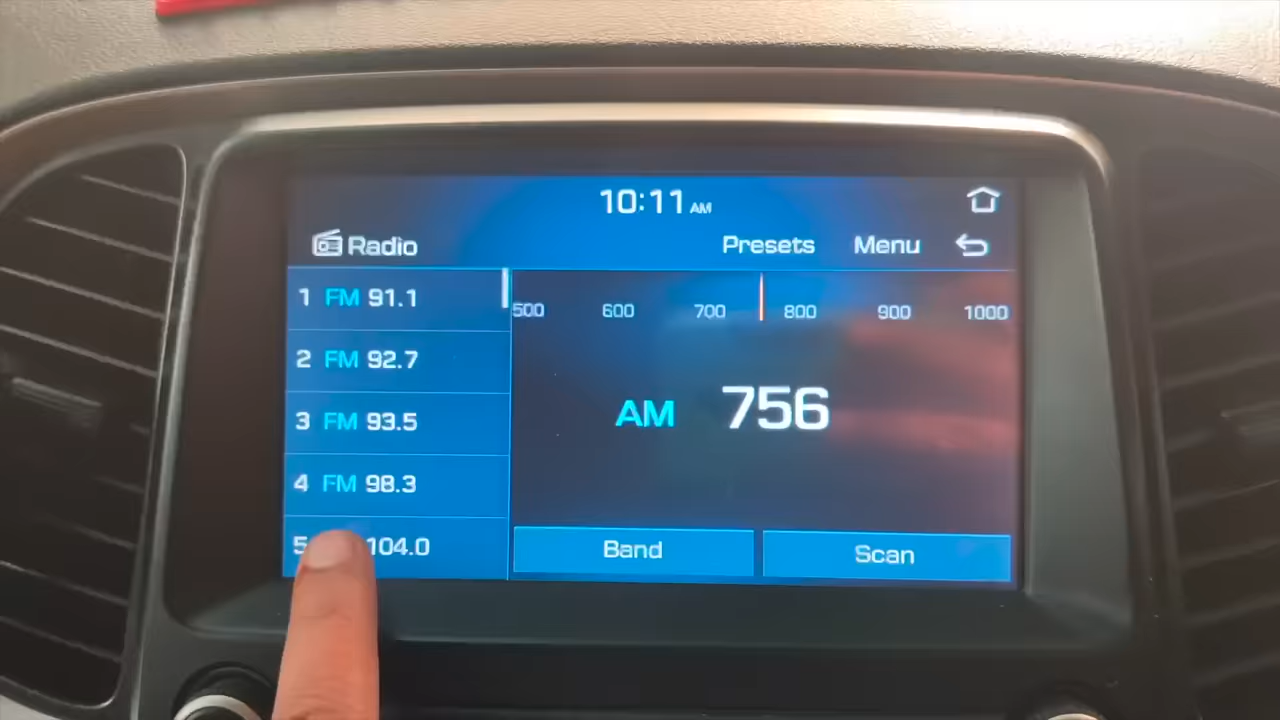 10:11 AM
Radio
Presets Menu
1 FM 91.1
2 FM 92.7
3 FM 93.5
4 FM 98.3
5 104.0
500 600 700 800 900 1000
AM 756
Band Scan